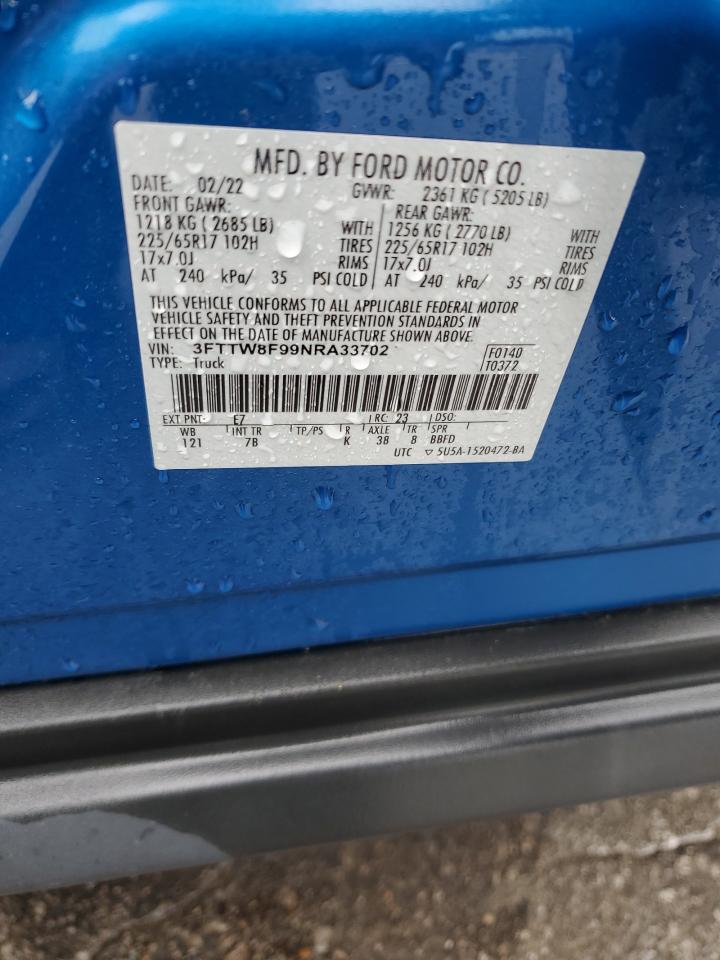 MFD. BY FORD MOTOR CO.
DATE: 02/22 GVWR: 2361 KG ( 5205 LB)
FRONT GAWR: REAR GAWR:
1218 KG ( 2685 LB) WITH 1256 KG ( 2770 LB) WITH
225/65R17 102H TIRES 225/65R17 102H TIRES
17x7.0J RIMS 17x7.0J RIMS
AT 240 kPa/ 35 PSI COLD AT 240 kPa/ 35 PSI COLD
THIS VEHICLE CONFORMS TO ALL APPLICABLE FEDERAL MOTOR
VEHICLE SAFETY AND THEFT PREVENTION STANDARDS IN
EFFECT ON THE DATE OF MANUFACTURE SHOWN ABOVE.
VIN: 3FTTW8F99NRA33702 F0140
TYPE: Truck T0372
EXT PNT: E7 RC: 23 DSO:
WB INT TR TP/PS R AXLE TR SPR
121 7B K 38 8 BBFD
UTC ▽ 5U5A-1520472-BA